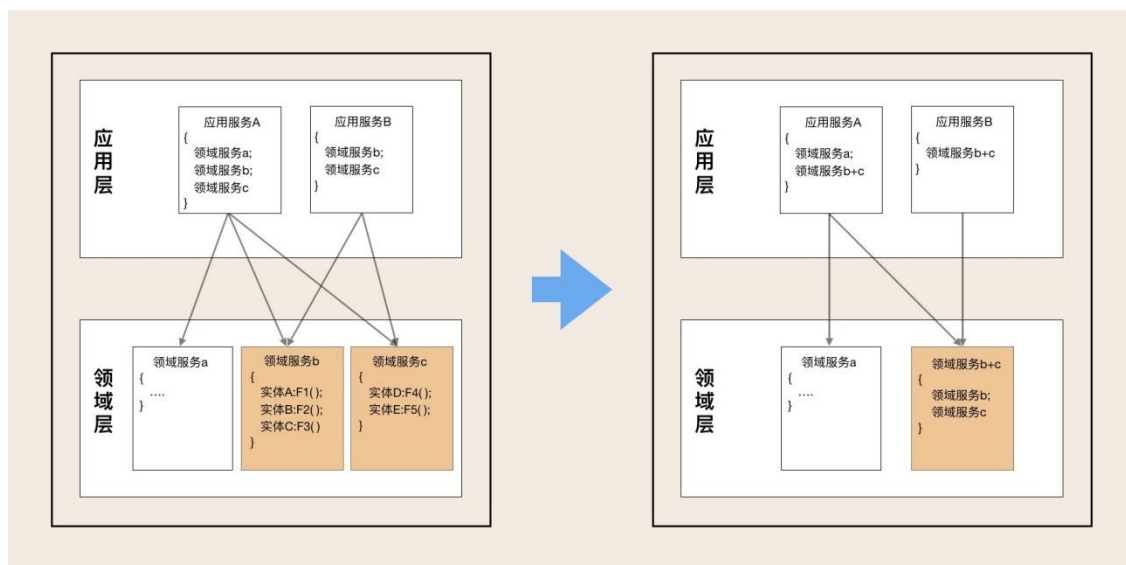 应用层
应用服务A
{
领域服务a;
领域服务b;
领域服务c
}
应用服务B
{
领域服务b;
领域服务c
}
领域层
领域服务a
{
....
}
领域服务b
{
实体A:F1();
实体B:F2();
实体C:F3()
}
领域服务c
{
实体D:F4();
实体E:F5();
}
应用层
应用服务A
{
领域服务a;
领域服务b+c
}
应用服务B
{
领域服务b+c
}
领域层
领域服务a
{
....
}
领域服务b+c
{
领域服务b;
领域服务c
}